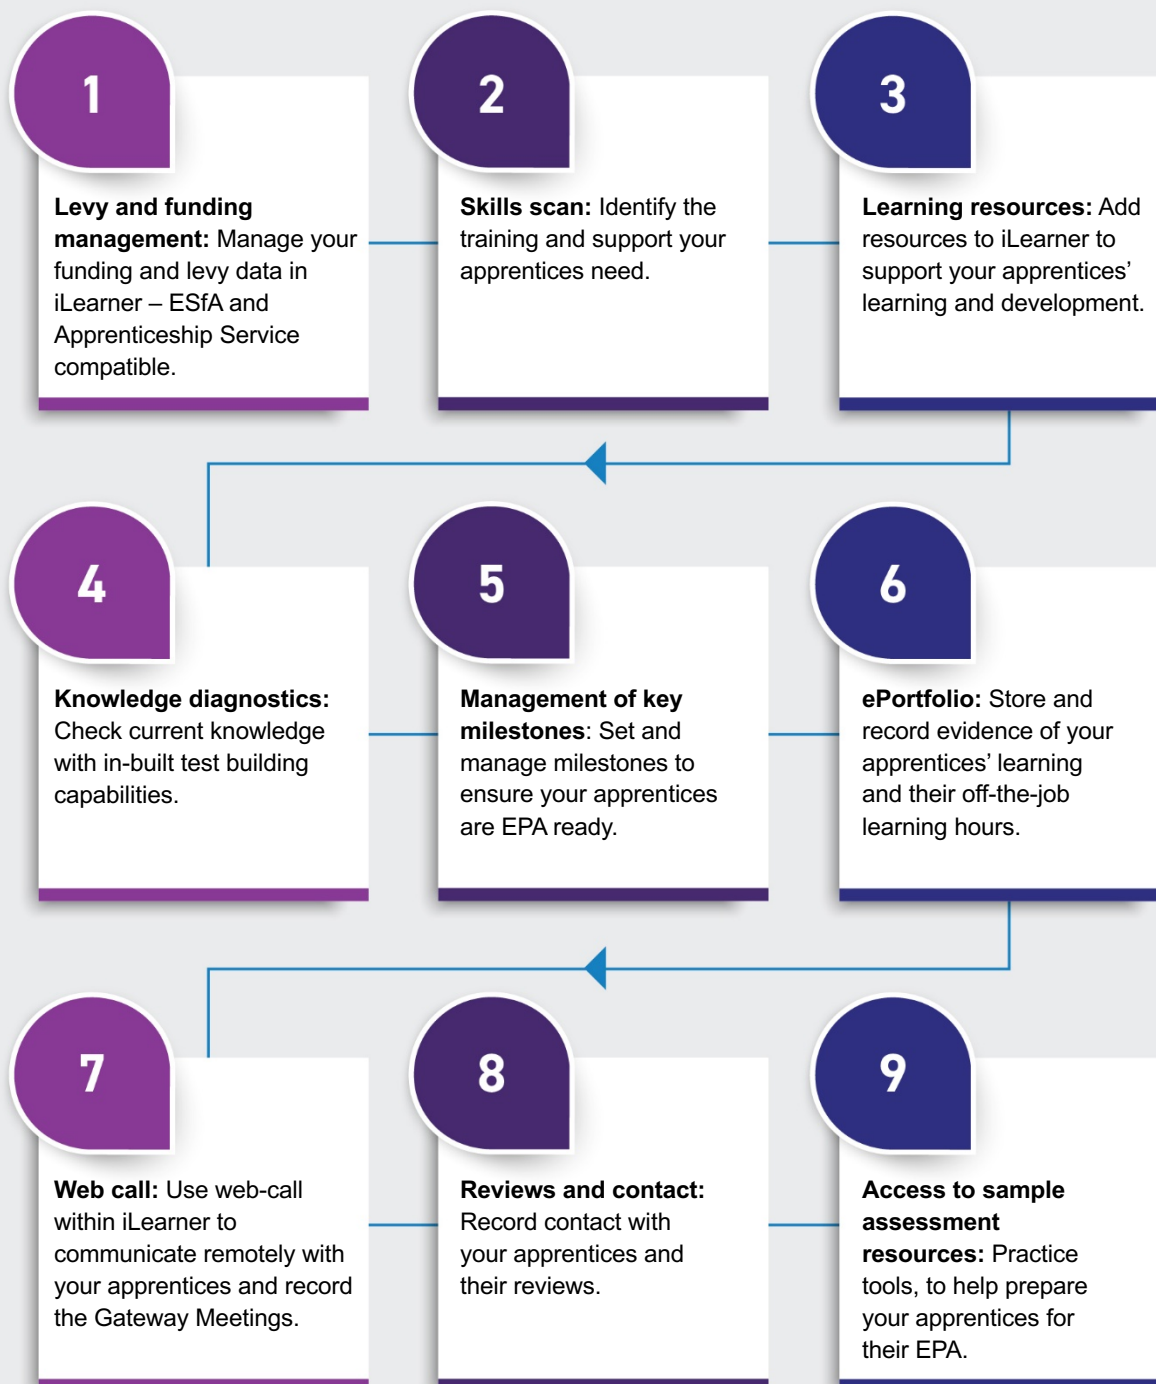 1
Levy and funding
management: Manage your
funding and levy data in
iLearner – ESfA and
Apprenticeship Service
compatible.
2
Skills scan: Identify the
training and support your
apprentices need.
3
Learning resources: Add
resources to iLearner to
support your apprentices’
learning and development.
4
Knowledge diagnostics:
Check current knowledge
with in-built test building
capabilities.
5
Management of key
milestones: Set and
manage milestones to
ensure your apprentices
are EPA ready.
6
ePortfolio: Store and
record evidence of your
apprentices’ learning
and their off-the-job
learning hours.
7
Web call: Use web-call
within iLearner to
communicate remotely with
your apprentices and record
the Gateway Meetings.
8
Reviews and contact:
Record contact with
your apprentices and
their reviews.
9
Access to sample
assessment
resources: Practice
tools, to help prepare
your apprentices for
their EPA.